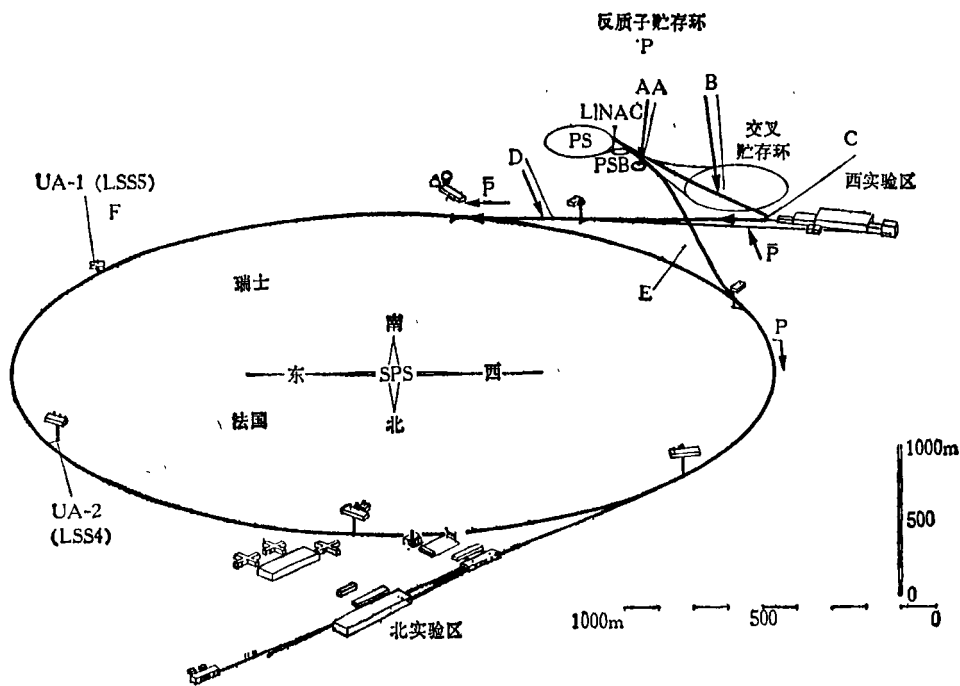 反质子贮存环
P
AA
B
LINAC
交叉
贮存环
C
PS
PSB
D
西实验区
UA-1 (LSS5)
F
P̄
P̄
E
瑞士
南
P
东
SPS
西
北
法国
1000m
UA-2
(LSS4)
500
0
1000m
500
0
北实验区